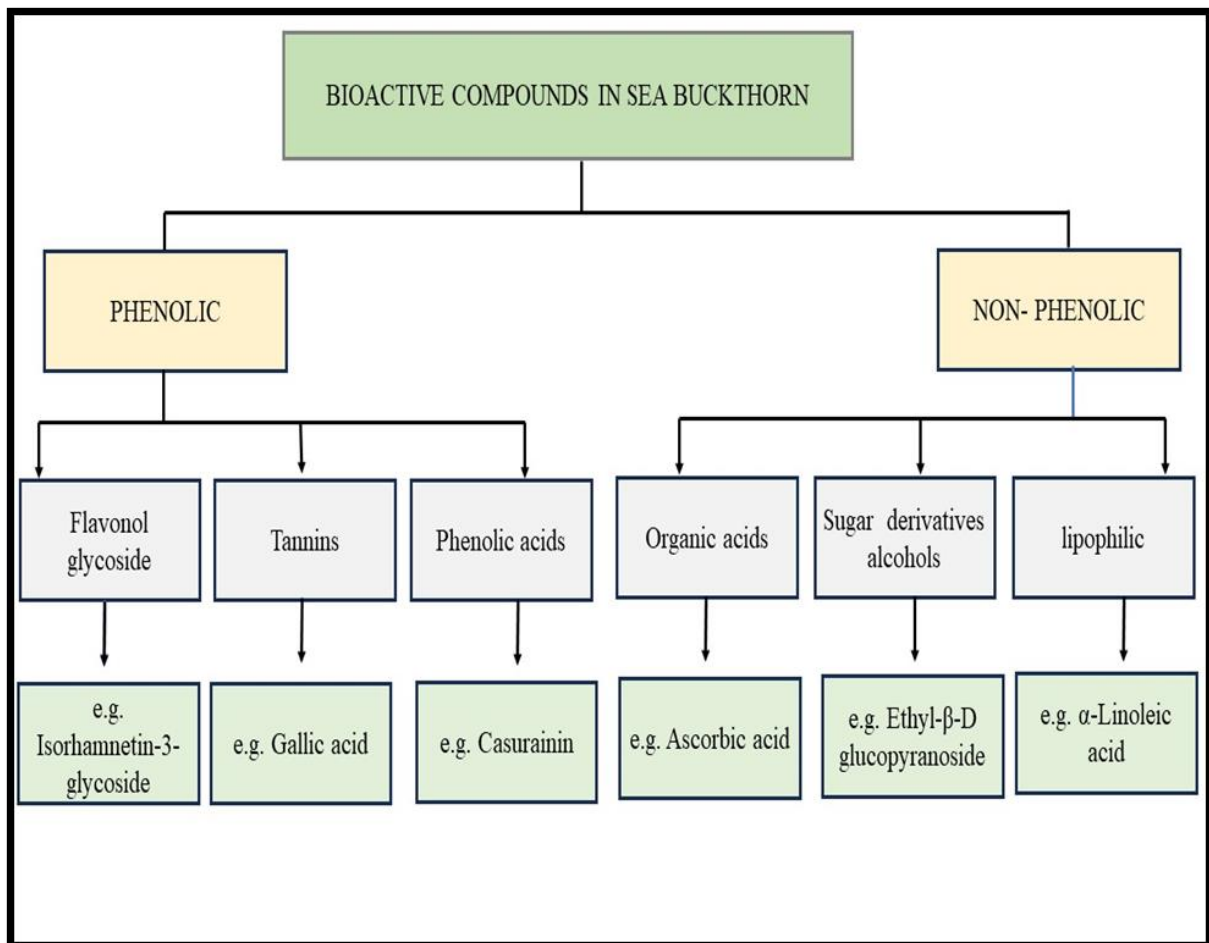 BIOACTIVE COMPOUNDS IN SEA BUCKTHORN
PHENOLIC
NON- PHENOLIC
Flavonol
glycoside
Tannins
Phenolic acids
Organic acids
Sugar derivatives
alcohols
lipophilic
e.g.
Isorhamnetin-3-
glycoside
e.g. Gallic acid
e.g. Casurainin
e.g. Ascorbic acid
e.g. Ethyl-β-D
glucopyranoside
e.g. α-Linoleic
acid